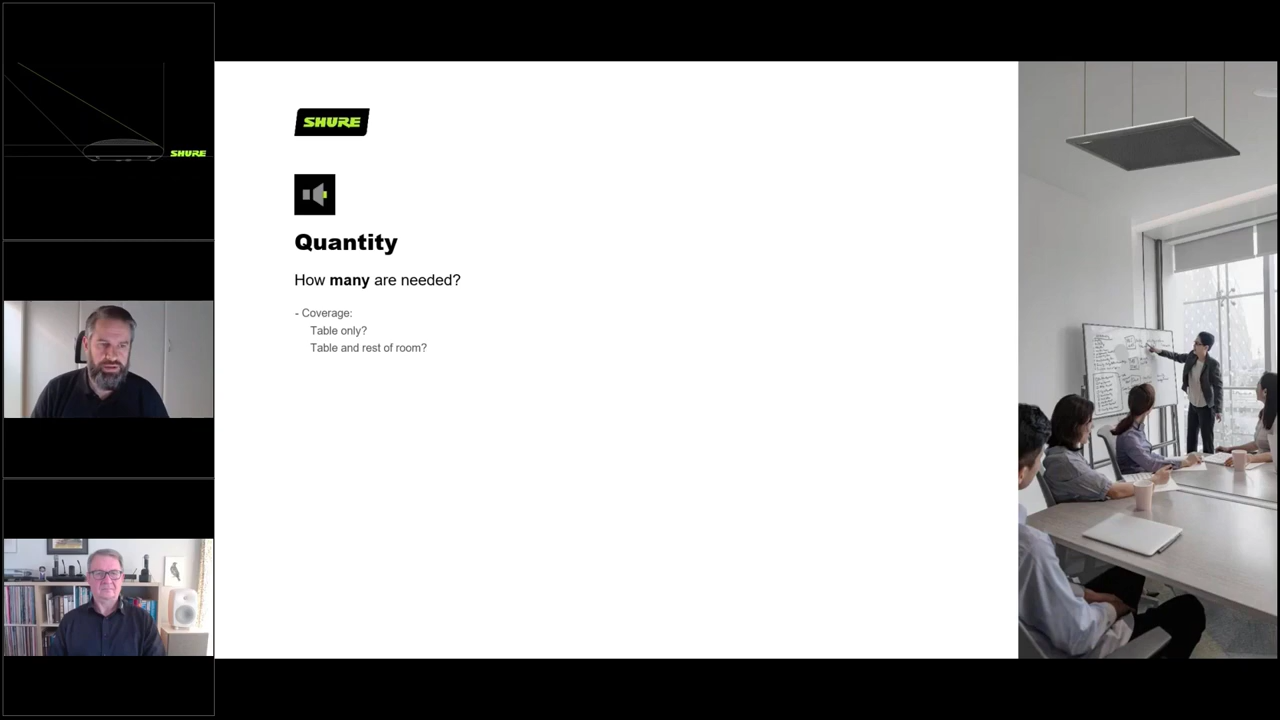 SHURE
SHURE
Quantity
How many are needed?
- Coverage:
Table only?
Table and rest of room?